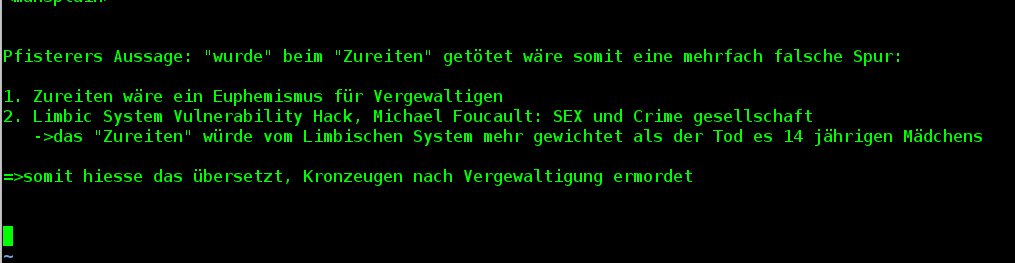 Pfisterers Aussage: "wurde" beim "Zureiten" getötet wäre somit eine mehrfach falsche Spur:
1. Zureiten wäre ein Euphemismus für Vergewaltigen
2. Limbic System Vulnerability Hack, Michael Foucault: SEX und Crime gesellschaft
->das "Zureiten" würde vom Limbischen System mehr gewichtet als der Tod es 14 jährigen Mädchens
=>somit hiesse das übersetzt, Kronzeugen nach Vergewaltigung ermordet
~